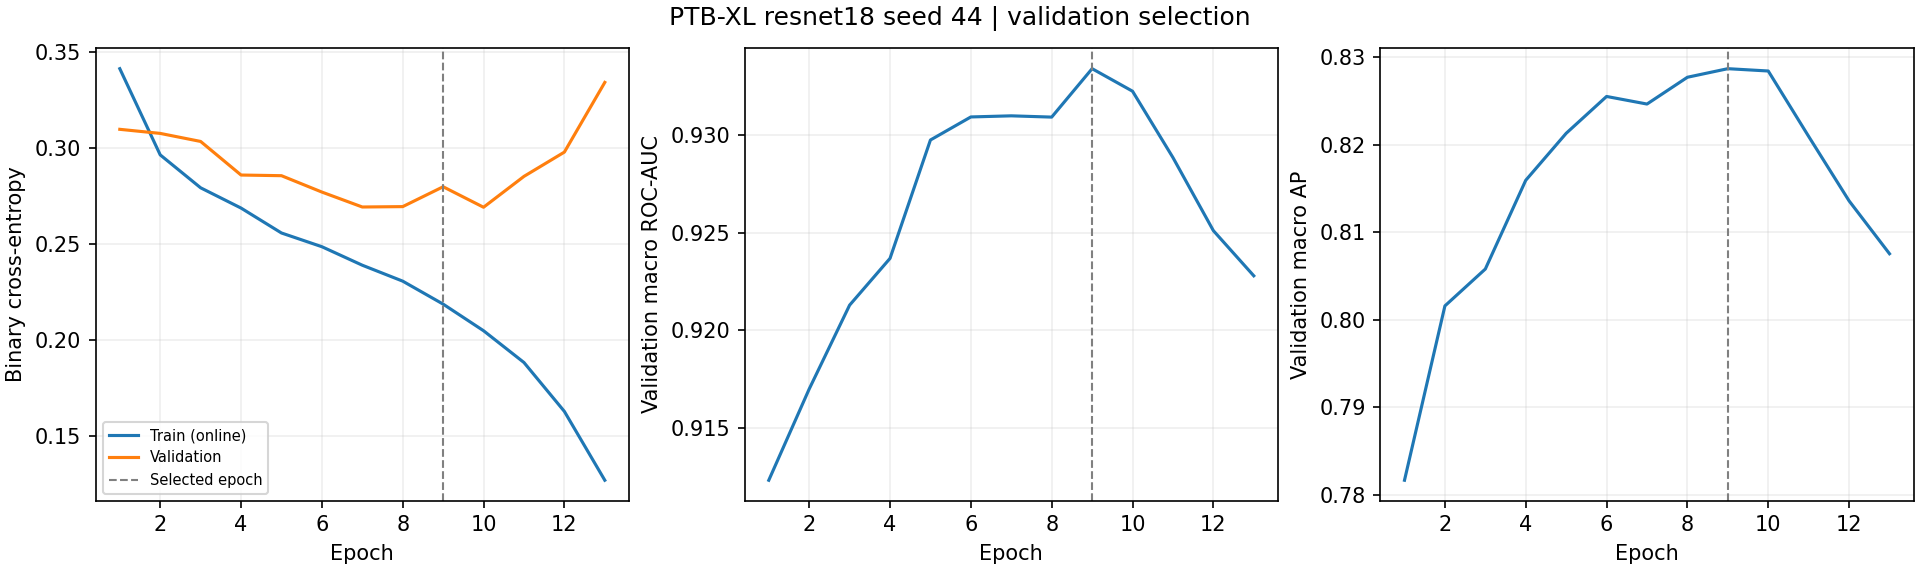 PTB-XL resnet18 seed 44 | validation selection
Binary cross-entropy
0.35
0.30
0.25
0.20
0.15
Train (online)
Validation
Selected epoch
2 4 6 8 10 12
Epoch
Validation macro ROC-AUC
0.930
0.925
0.920
0.915
2 4 6 8 10 12
Epoch
Validation macro AP
0.83
0.82
0.81
0.80
0.79
0.78
2 4 6 8 10 12
Epoch